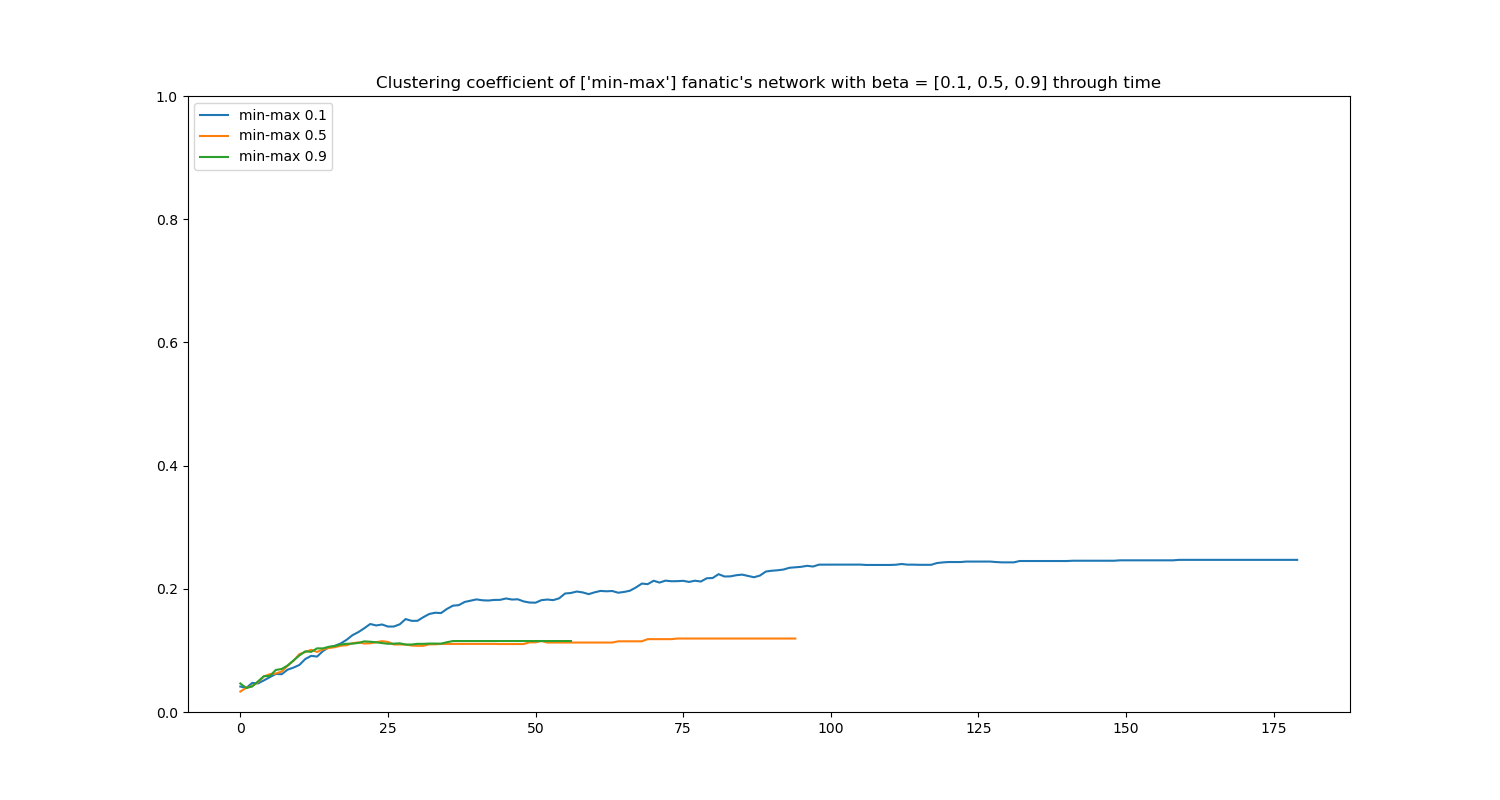 Clustering coefficient of ['min-max'] fanatic's network with beta = [0.1, 0.5, 0.9] through time
1.0
min-max 0.1
min-max 0.5
min-max 0.9
0.8
0.6
0.4
0.2
0.0
0 25 50 75 100 125 150 175